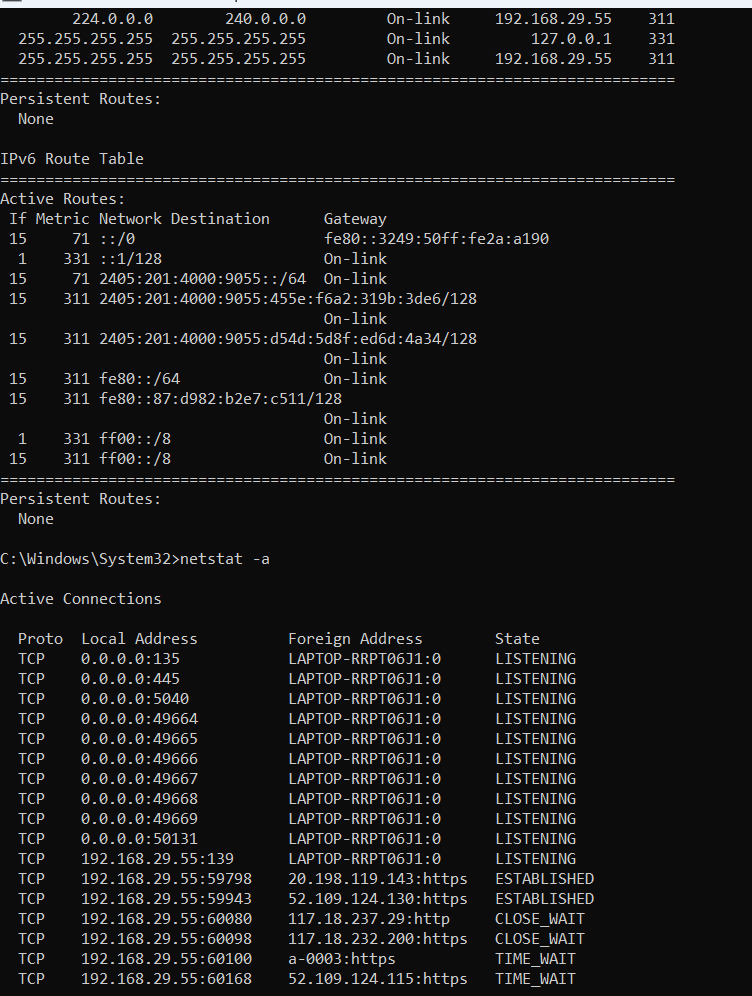 224.0.0.0 240.0.0.0 On-link 192.168.29.55 311
255.255.255.255 255.255.255.255 On-link 127.0.0.1 331
255.255.255.255 255.255.255.255 On-link 192.168.29.55 311
===========================================================================
Persistent Routes:
None
IPv6 Route Table
===========================================================================
Active Routes:
If Metric Network Destination Gateway
15 71 ::/0 fe80::3249:50ff:fe2a:a190
1 331 ::1/128 On-link
15 71 2405:201:4000:9055::/64 On-link
15 311 2405:201:4000:9055:455e:f6a2:319b:3de6/128
On-link
15 311 2405:201:4000:9055:d54d:5d8f:ed6d:4a34/128
On-link
15 311 fe80::/64 On-link
15 311 fe80::87:d982:b2e7:c511/128
On-link
1 331 ff00::/8 On-link
15 311 ff00::/8 On-link
===========================================================================
Persistent Routes:
None
C:\Windows\System32>netstat -a
Active Connections
Proto Local Address Foreign Address State
TCP 0.0.0.0:135 LAPTOP-RRPT06J1:0 LISTENING
TCP 0.0.0.0:445 LAPTOP-RRPT06J1:0 LISTENING
TCP 0.0.0.0:5040 LAPTOP-RRPT06J1:0 LISTENING
TCP 0.0.0.0:49664 LAPTOP-RRPT06J1:0 LISTENING
TCP 0.0.0.0:49665 LAPTOP-RRPT06J1:0 LISTENING
TCP 0.0.0.0:49666 LAPTOP-RRPT06J1:0 LISTENING
TCP 0.0.0.0:49667 LAPTOP-RRPT06J1:0 LISTENING
TCP 0.0.0.0:49668 LAPTOP-RRPT06J1:0 LISTENING
TCP 0.0.0.0:49669 LAPTOP-RRPT06J1:0 LISTENING
TCP 0.0.0.0:50131 LAPTOP-RRPT06J1:0 LISTENING
TCP 192.168.29.55:139 LAPTOP-RRPT06J1:0 LISTENING
TCP 192.168.29.55:59798 20.198.119.143:https ESTABLISHED
TCP 192.168.29.55:59943 52.109.124.130:https ESTABLISHED
TCP 192.168.29.55:60080 117.18.237.29:http CLOSE_WAIT
TCP 192.168.29.55:60098 117.18.232.200:https CLOSE_WAIT
TCP 192.168.29.55:60100 a-0003:https TIME_WAIT
TCP 192.168.29.55:60168 52.109.124.115:https TIME_WAIT